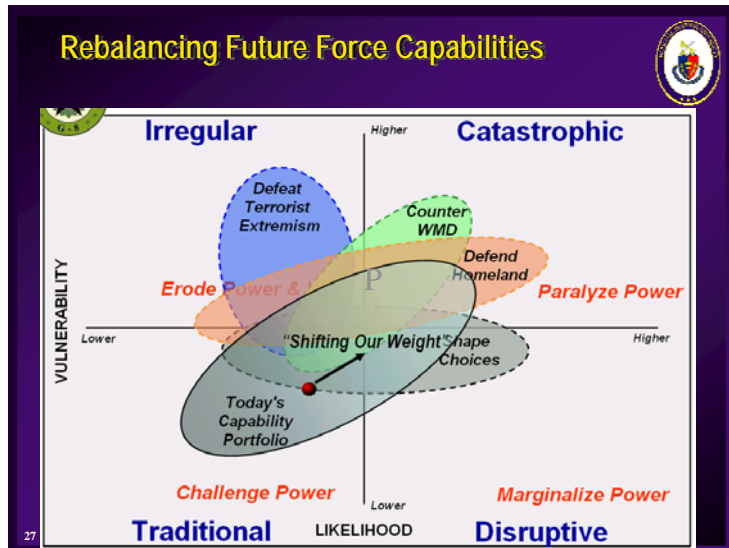 Rebalancing Future Force Capabilities
G-8
Irregular
Higher
Catastrophic
Defeat
Terrorist
Extremism
Counter
WMD
Defend
Homeland
Erode Power &
P
Paralyze Power
VULNERABILITY
Lower
Higher
"Shifting Our Weight"
Shape
Choices
Today's
Capability
Portfolio
Challenge Power
Lower
Marginalize Power
27
Traditional
LIKELIHOOD
Disruptive